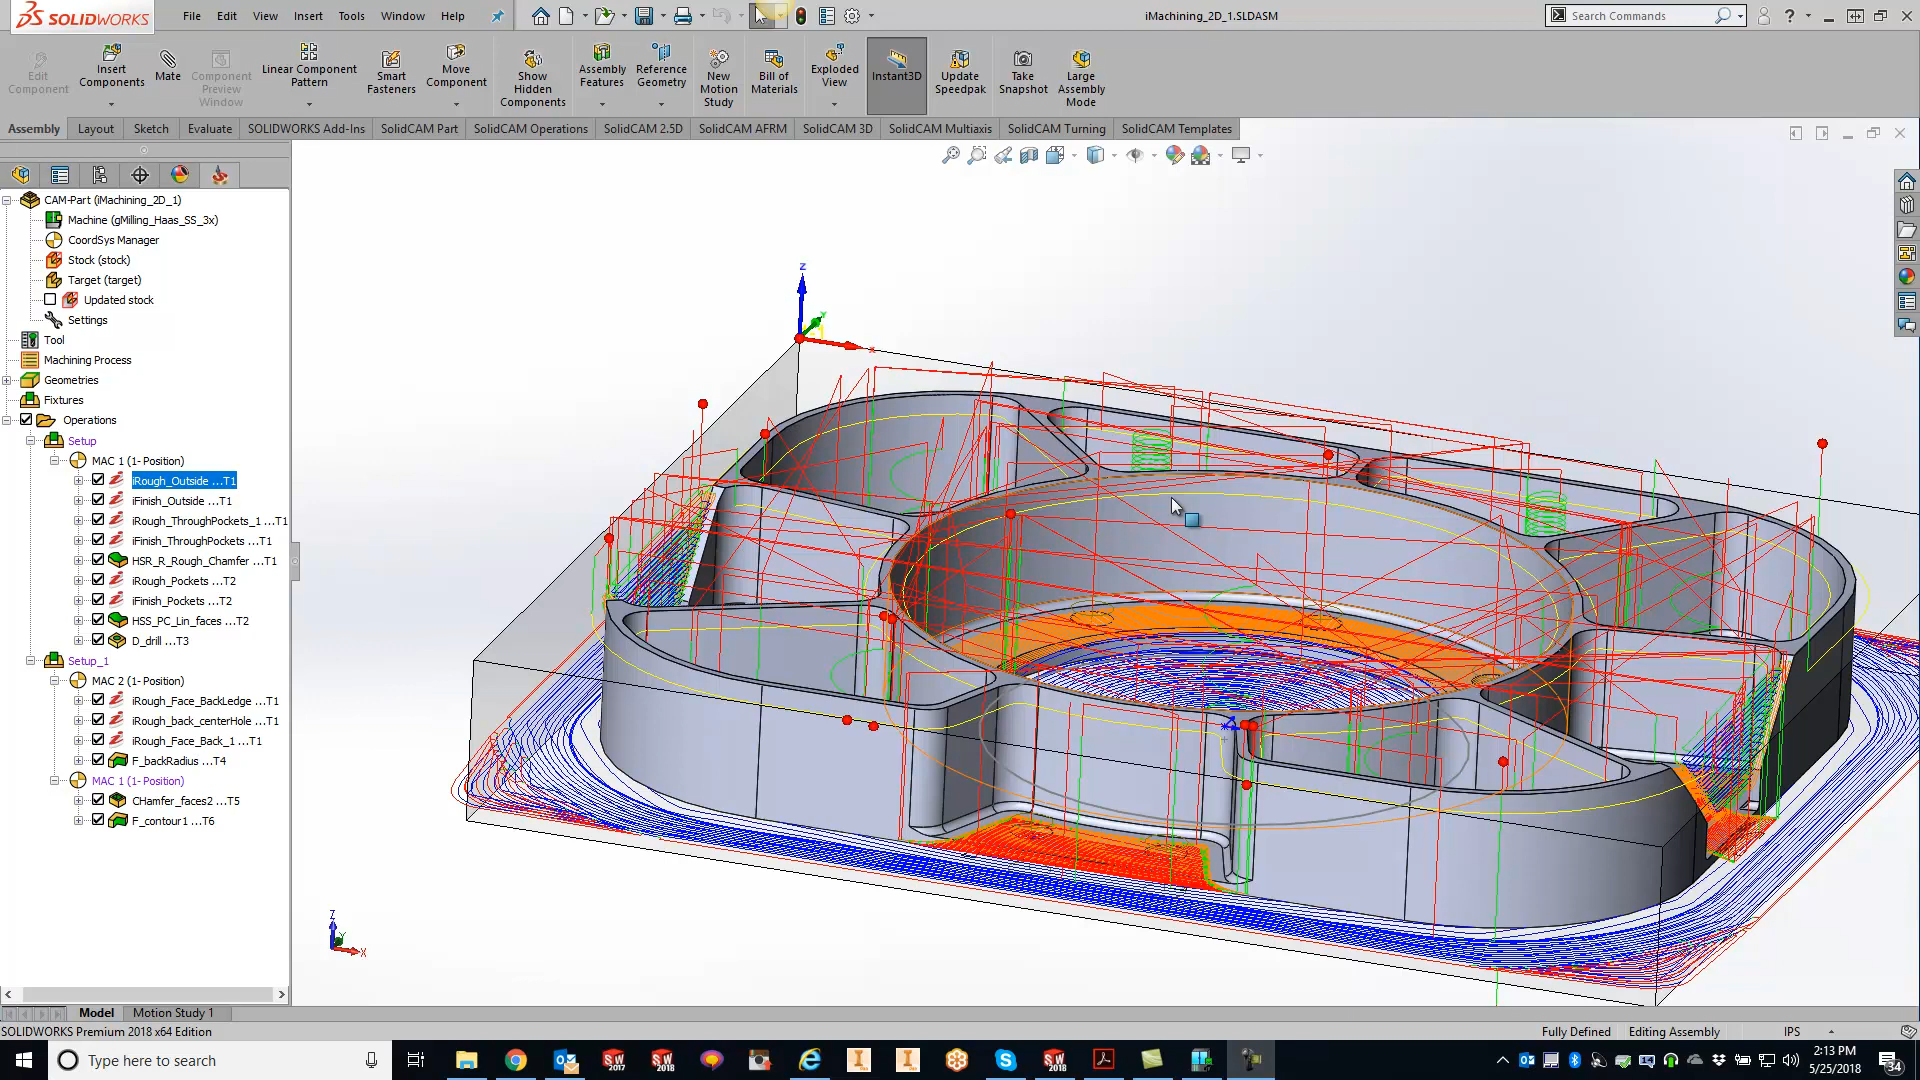 SOLIDWORKS
File Edit View Insert Tools Window Help
iMachining_2D_1.SLDASM
Search Commands
Edit Component
Insert Components
Mate
Component Preview Window
Linear Component Pattern
Smart Fasteners
Move Component
Show Hidden Components
Assembly Features
Reference Geometry
New Motion Study
Bill of Materials
Exploded View
Instant3D
Update Speedpak
Take Snapshot
Large Assembly Mode
Assembly Layout Sketch Evaluate SOLIDWORKS Add-Ins SolidCAM Part SolidCAM Operations SolidCAM 2.5D SolidCAM AFRM SolidCAM 3D SolidCAM Multiaxis SolidCAM Turning SolidCAM Templates
CAM-Part (iMachining_2D_1)
Machine (gMilling_Haas_SS_3x)
CoordSys Manager
Stock (stock)
Target (target)
Updated stock
Settings
Tool
Machining Process
Geometries
Fixtures
Operations
Setup
MAC 1 (1- Position)
iRough_Outside ...T1
iFinish_Outside ...T1
iRough_ThroughPockets_1 ...T1
iFinish_ThroughPockets ...T1
HSR_R_Rough_Chamfer ...T1
iRough_Pockets ...T2
iFinish_Pockets ...T2
HSS_PC_Lin_faces ...T2
D_drill ...T3
Setup_1
MAC 2 (1- Position)
iRough_Face_BackLedge ...T1
iRough_back_centerHole ...T1
iRough_Face_Back_1 ...T1
F_backRadius ...T4
MAC 1 (1- Position)
CHamfer_faces2 ...T5
F_contour1 ...T6
Z
X
Z
Y
X
Model Motion Study 1
SOLIDWORKS Premium 2018 x64 Edition
Fully Defined Editing Assembly IPS
Type here to search
2:13 PM
5/25/2018
34